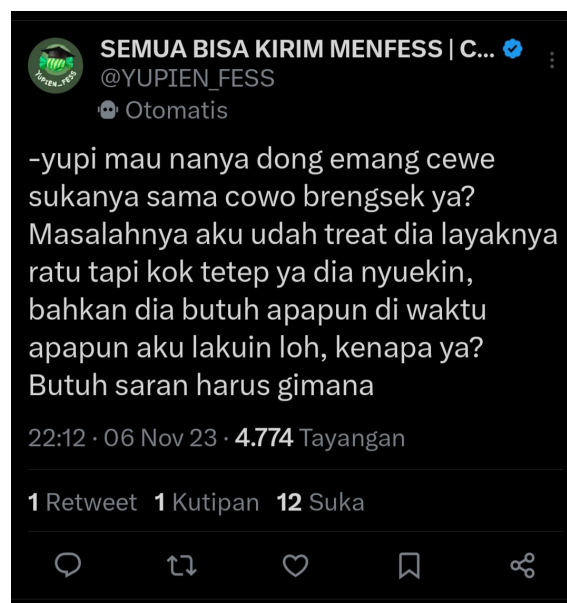 SEMUA BISA KIRIM MENFESS | C...
@YUPIEN_FESS
YUPIEN_FESS
Otomatis
-yupi mau nanya dong emang cewe
sukanya sama cowo brengsek ya?
Masalahnya aku udah treat dia layaknya
ratu tapi kok tetep ya dia nyuekin,
bahkan dia butuh apapun di waktu
apapun aku lakuin loh, kenapa ya?
Butuh saran harus gimana
22:12 · 06 Nov 23 · 4.774 Tayangan
1 Retweet 1 Kutipan 12 Suka